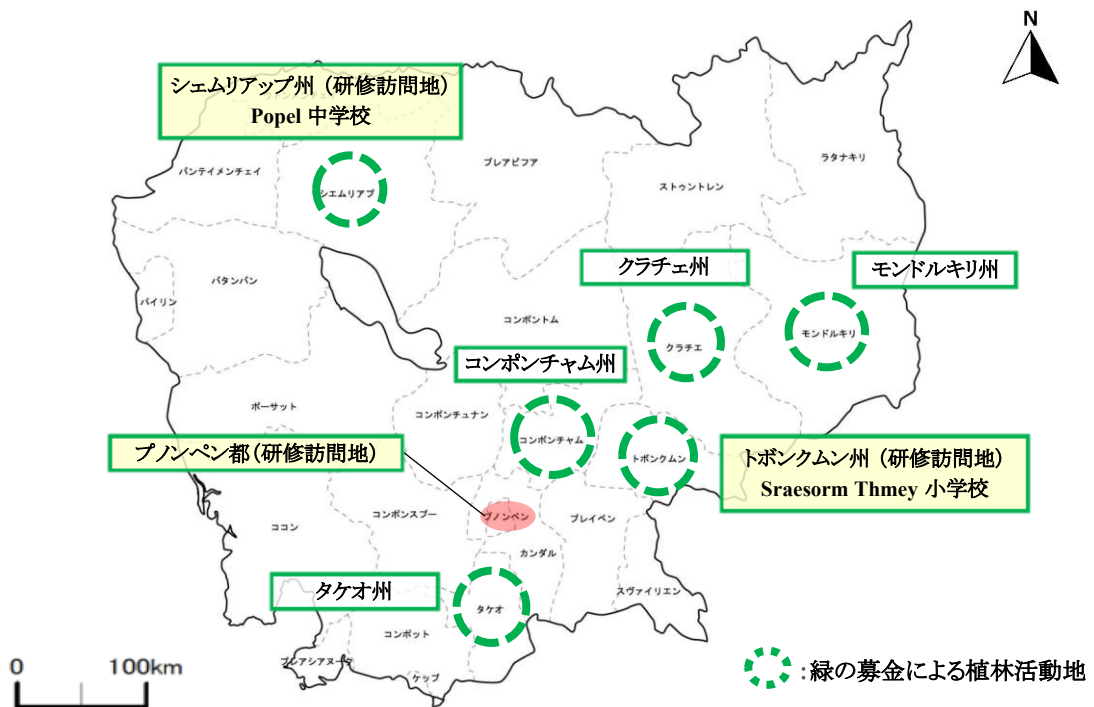 N
シェムリアップ州 (研修訪問地)
Popel 中学校
バンテイメンチェイ
プレアビフア
ラタナキリ
ストゥントレン
シェムリアプ
クラチェ州
モンドルキリ州
バタンバン
パイリン
コンポントム
モンドルキリ
クラチエ
コンポンチャム州
ポーサット
コンポンチュナン
コンポンチャム
トボンクムン
プノンペン都(研修訪問地)
トボンクムン州 (研修訪問地)
Sraesorm Thmey 小学校
ココン
コンポンスプー
プノンペン
プレイベン
カンダル
タケオ州
スヴァイリエン
タケオ
コンポット
ケップ
0 100km
:緑の募金による植林活動地